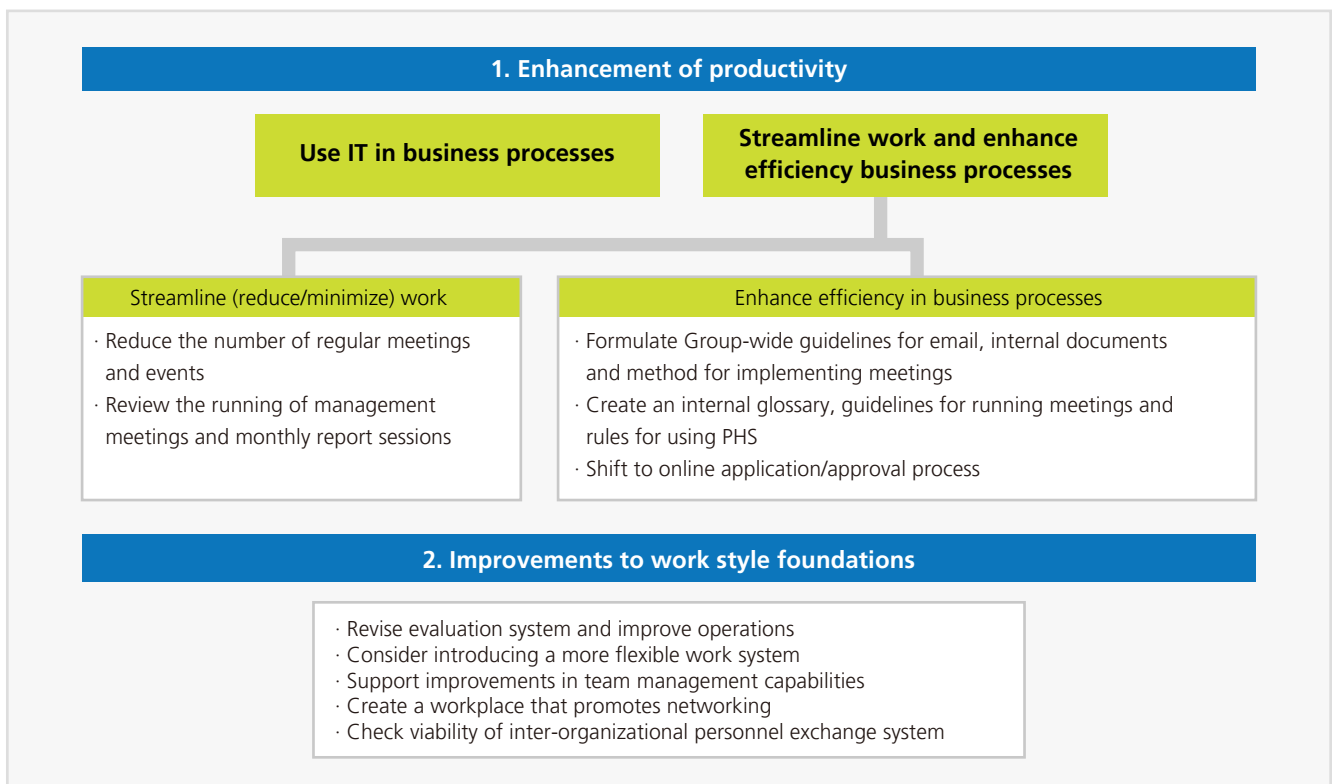 1. Enhancement of productivity
Use IT in business processes
Streamline work and enhance
efficiency business processes
Streamline (reduce/minimize) work
· Reduce the number of regular meetings
and events
· Review the running of management
meetings and monthly report sessions
Enhance efficiency in business processes
· Formulate Group-wide guidelines for email, internal documents
and method for implementing meetings
· Create an internal glossary, guidelines for running meetings and
rules for using PHS
· Shift to online application/approval process
2. Improvements to work style foundations
· Revise evaluation system and improve operations
· Consider introducing a more flexible work system
· Support improvements in team management capabilities
· Create a workplace that promotes networking
· Check viability of inter-organizational personnel exchange system